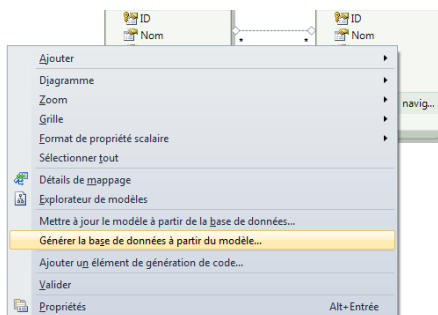 ID
Nom
ID
Nom
* *
navig...
Ajouter
Diagramme
Zoom
Grille
Format de propriété scalaire
Sélectionner tout
Détails de mappage
Explorateur de modèles
Mettre à jour le modèle à partir de la base de données...
Générer la base de données à partir du modèle...
Ajouter un élément de génération de code...
Valider
Propriétés Alt+Entrée